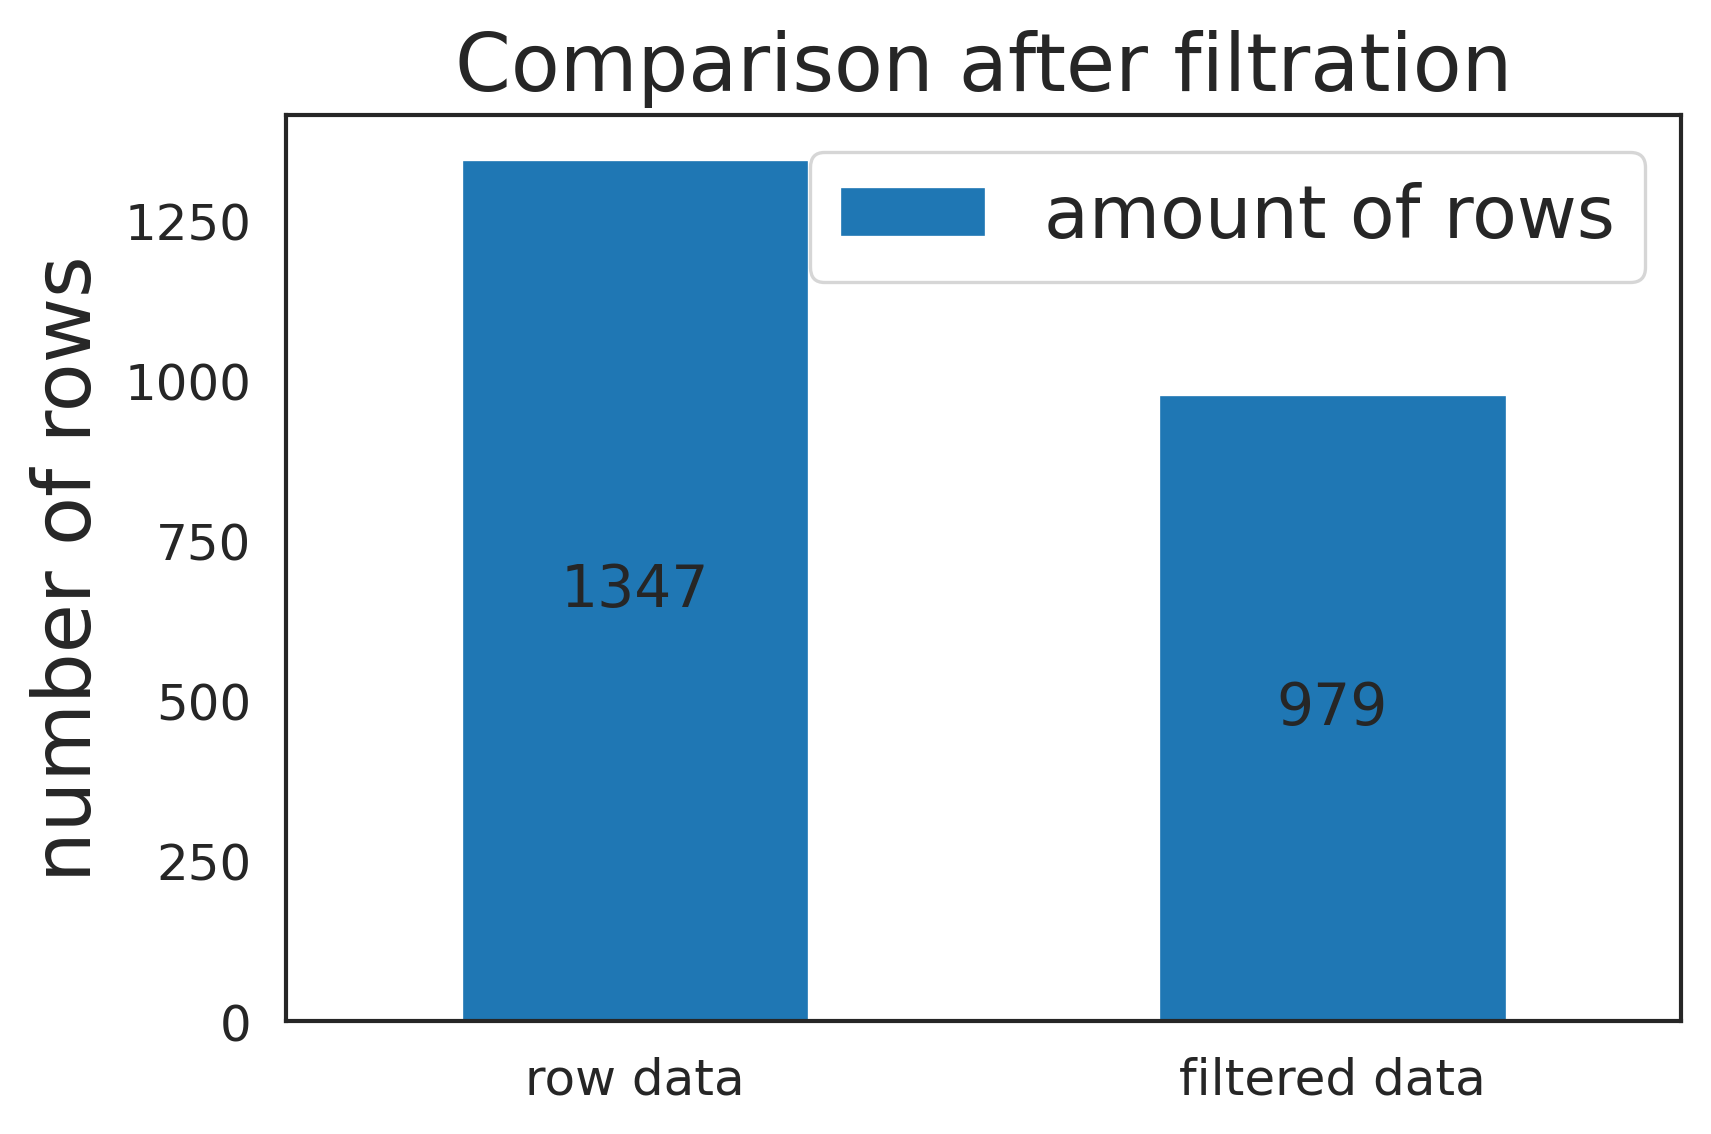 Comparison after filtration
number of rows
1250
1000
750
500
250
0
amount of rows
1347
979
row data
filtered data